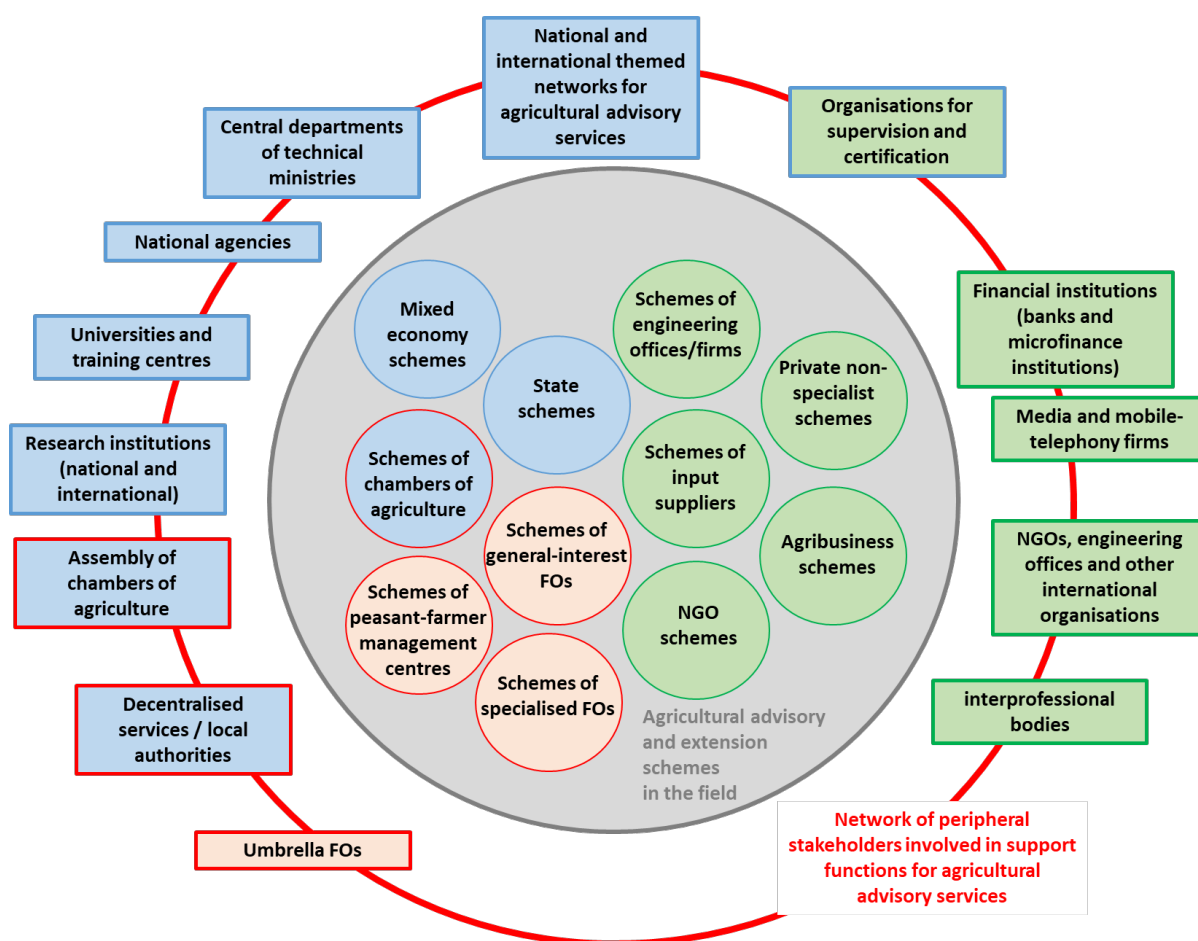 National and
international themed
networks for
agricultural advisory
services
Organisations for
supervision and
certification
Central departments
of technical
ministries
National agencies
Financial institutions
(banks and
microfinance
institutions)
Universities and
training centres
Media and mobile-
telephony firms
Research institutions
(national and
international)
NGOs, engineering
offices and other
international
organisations
Assembly of
chambers of
agriculture
interprofessional
bodies
Decentralised
services / local
authorities
Umbrella FOs
Network of peripheral
stakeholders involved in support
functions for agricultural
advisory services
Mixed
economy
schemes
Schemes of
engineering
offices/firms
State
schemes
Private non-
specialist
schemes
Schemes of
chambers of
agriculture
Schemes of
input
suppliers
Schemes of
general-interest
FOs
Agribusiness
schemes
Schemes of
peasant-farmer
management
centres
NGO
schemes
Schemes of
specialised FOs
Agricultural advisory
and extension
schemes
in the field